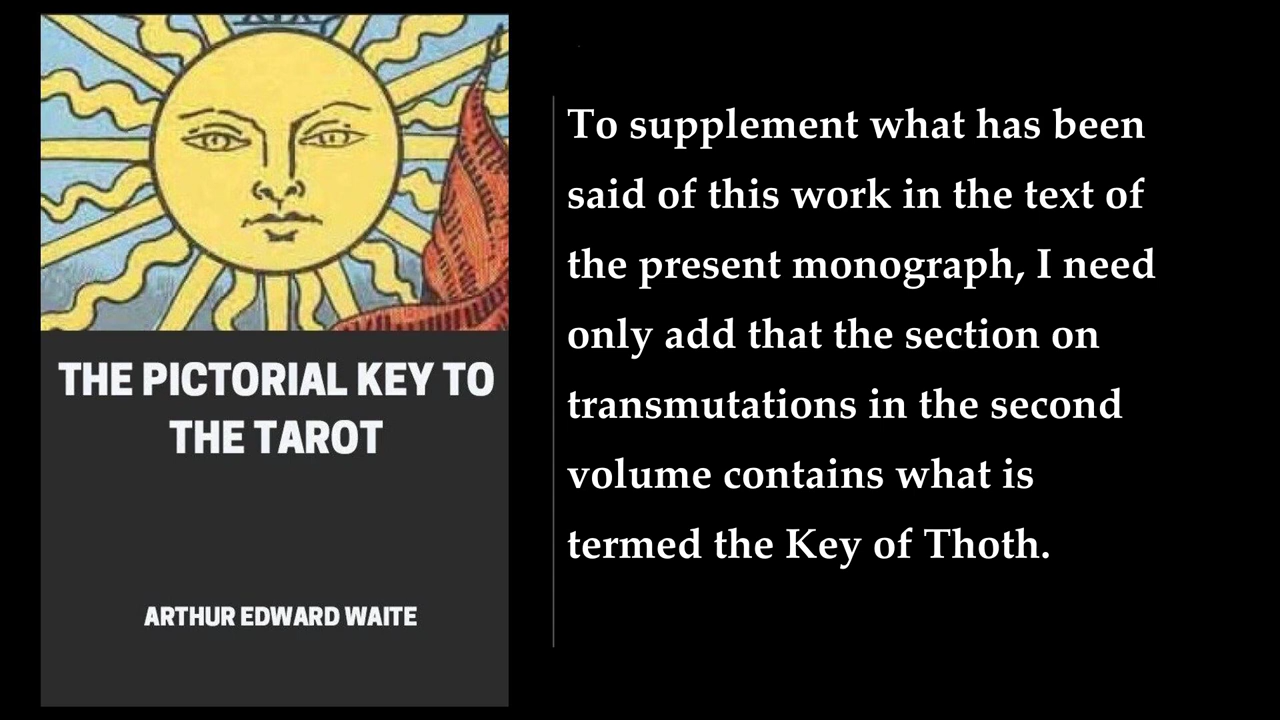 XIX
THE PICTORIAL KEY TO
THE TAROT
ARTHUR EDWARD WAITE
To supplement what has been
said of this work in the text of
the present monograph, I need
only add that the section on
transmutations in the second
volume contains what is
termed the Key of Thoth.